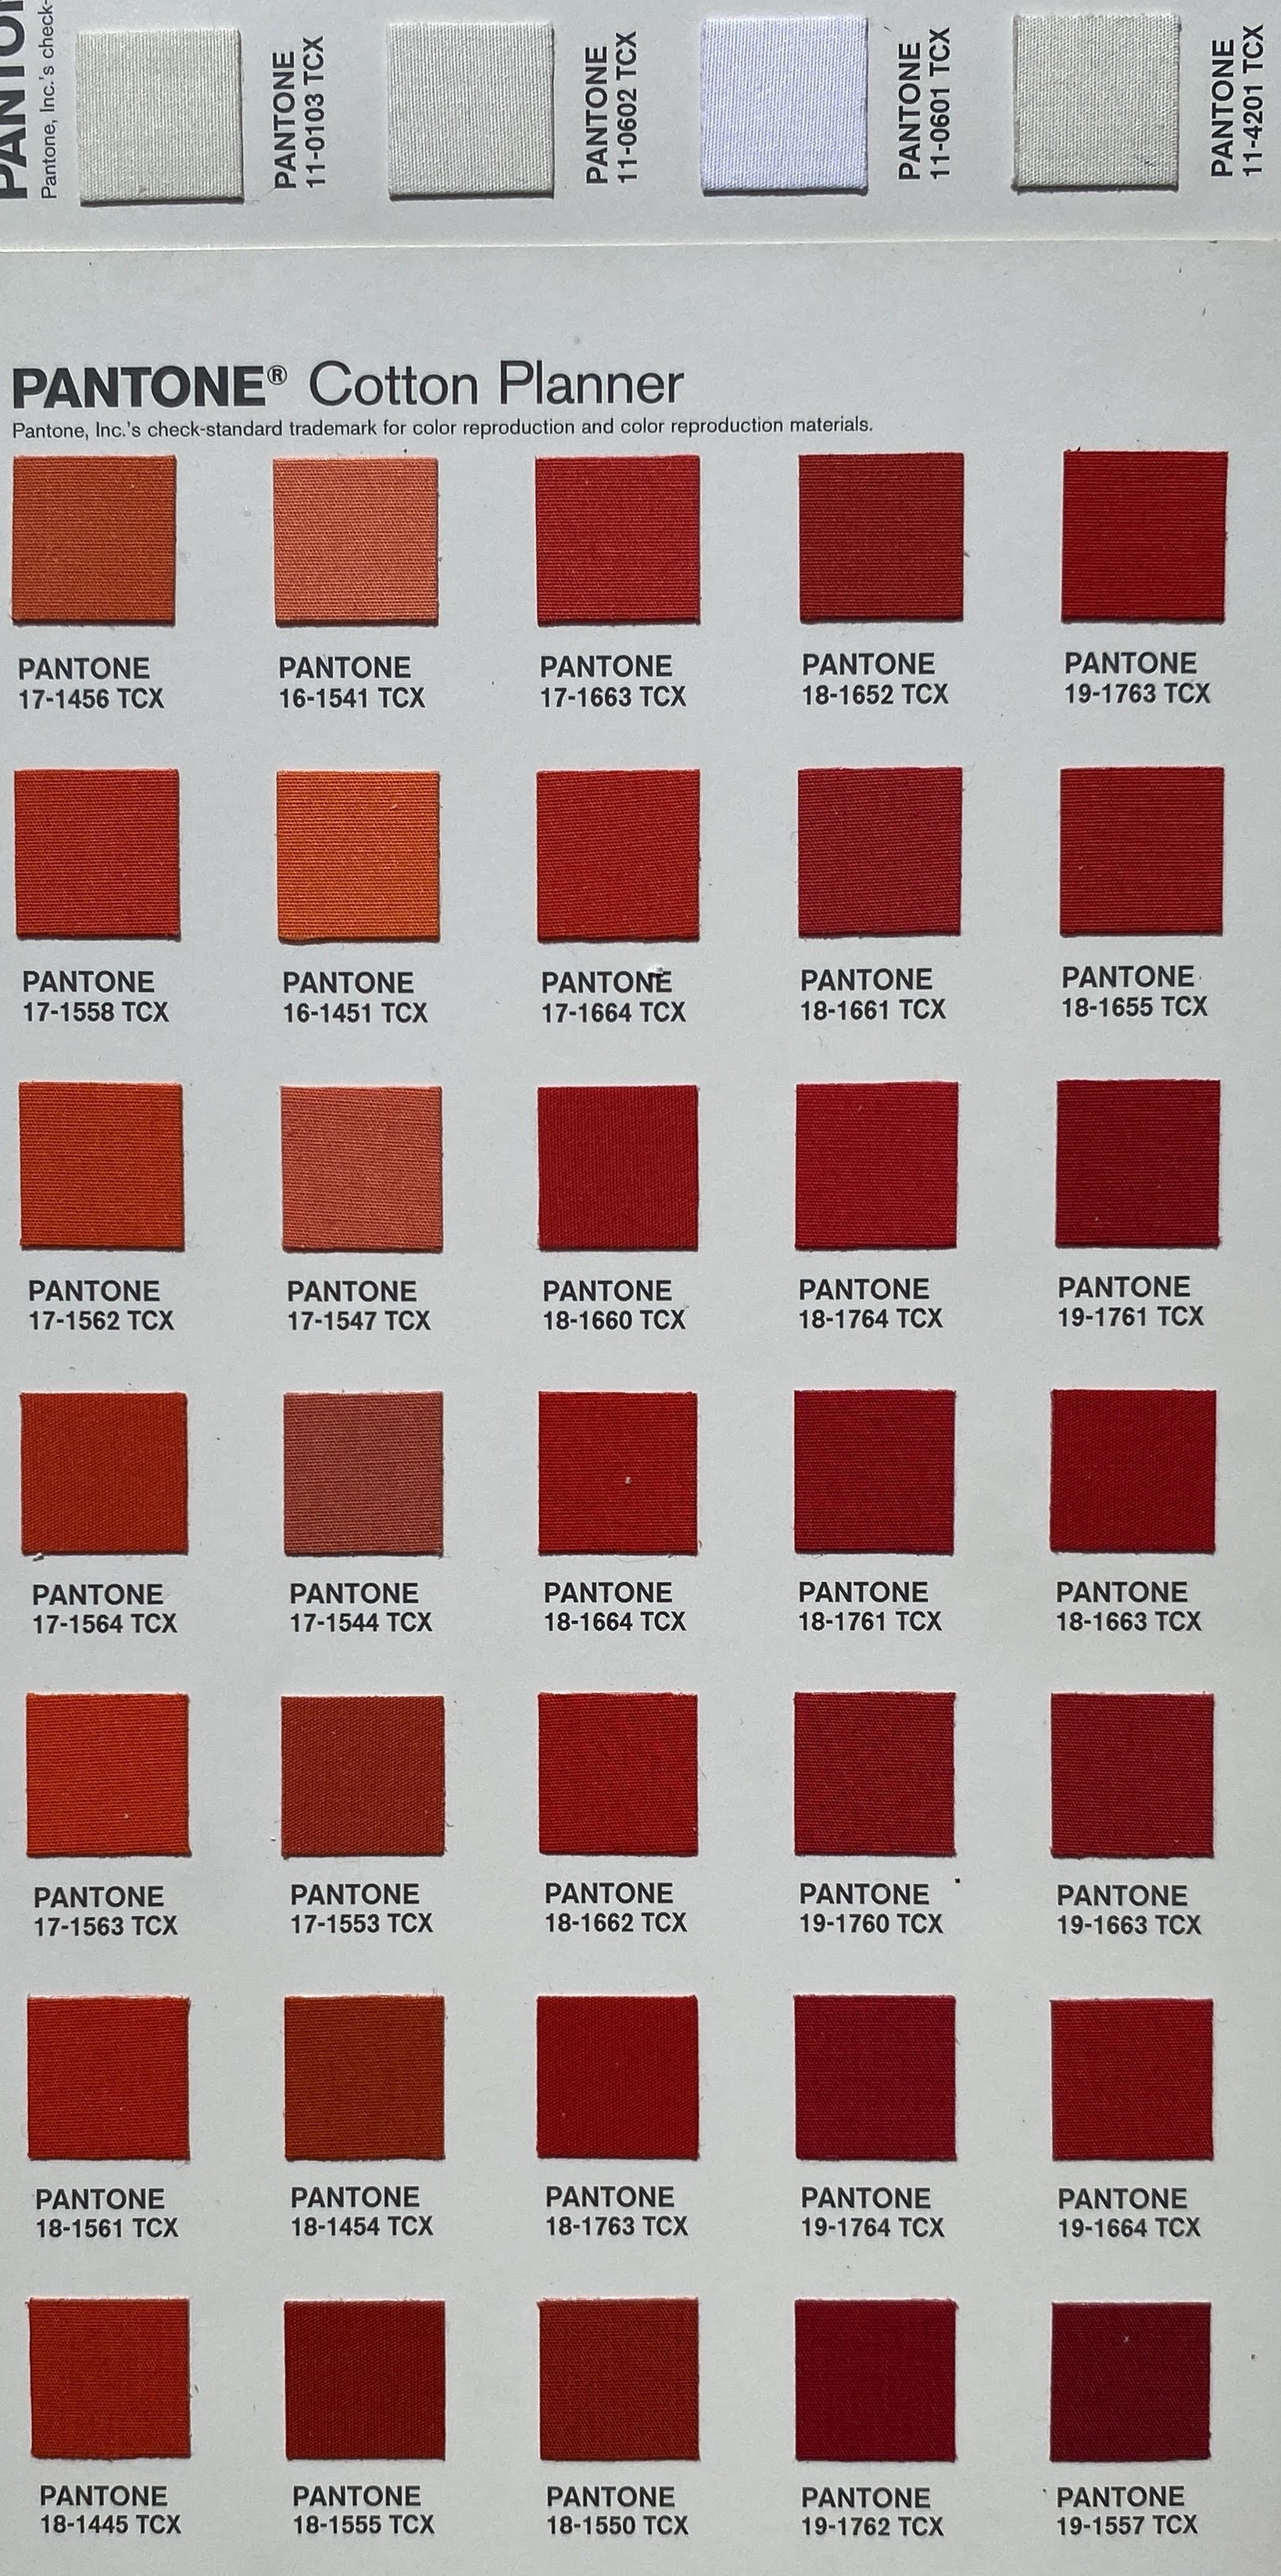 PANTONE
11-0103 TCX
PANTONE
11-0602 TCX
PANTONE
11-0601 TCX
PANTONE
11-4201 TCX
Pantone, Inc.'s
PANTONE® Cotton Planner
Pantone, Inc.'s check-standard trademark for color reproduction and color reproduction materials.
PANTONE
17-1456 TCX
PANTONE
16-1541 TCX
PANTONE
17-1663 TCX
PANTONE
18-1652 TCX
PANTONE
19-1763 TCX
PANTONE
17-1558 TCX
PANTONE
16-1451 TCX
PANTONE
17-1664 TCX
PANTONE
18-1661 TCX
PANTONE
18-1655 TCX
PANTONE
17-1562 TCX
PANTONE
17-1547 TCX
PANTONE
18-1660 TCX
PANTONE
18-1764 TCX
PANTONE
19-1761 TCX
PANTONE
17-1564 TCX
PANTONE
17-1544 TCX
PANTONE
18-1664 TCX
PANTONE
18-1761 TCX
PANTONE
18-1663 TCX
PANTONE
17-1563 TCX
PANTONE
17-1553 TCX
PANTONE
18-1662 TCX
PANTONE
19-1760 TCX
PANTONE
19-1663 TCX
PANTONE
18-1561 TCX
PANTONE
18-1454 TCX
PANTONE
18-1763 TCX
PANTONE
19-1764 TCX
PANTONE
19-1664 TCX
PANTONE
18-1445 TCX
PANTONE
18-1555 TCX
PANTONE
18-1550 TCX
PANTONE
19-1762 TCX
PANTONE
19-1557 TCX